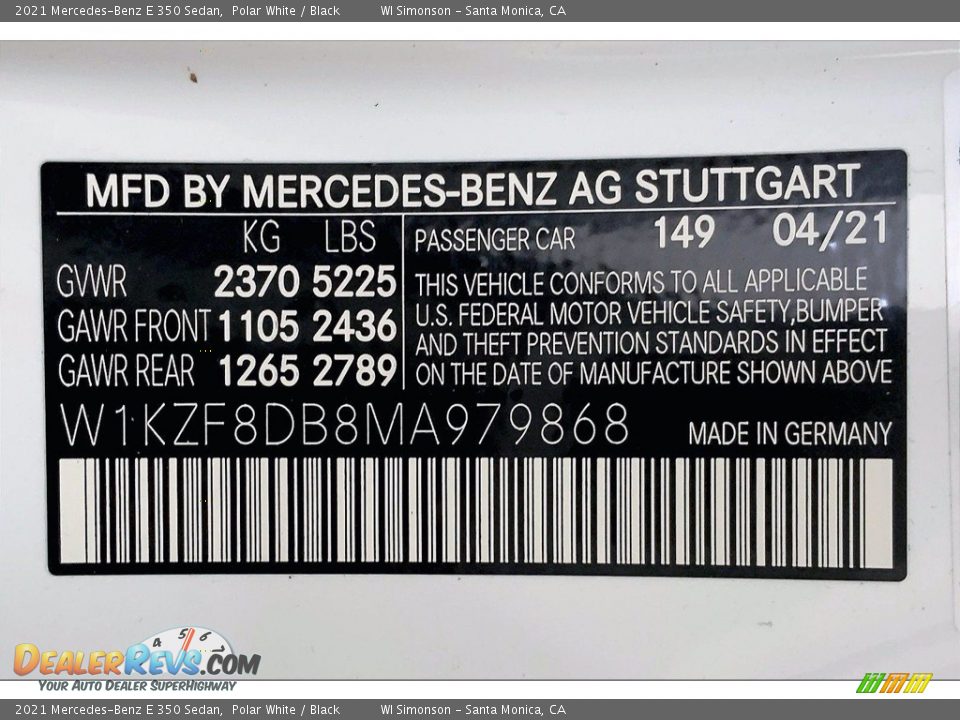 2021 Mercedes-Benz E 350 Sedan, Polar White / Black WI Simonson - Santa Monica, CA
MFD BY MERCEDES-BENZ AG STUTTGART
KG LBS
GVWR 2370 5225
GAWR FRONT 1105 2436
GAWR REAR 1265 2789
PASSENGER CAR 149 04/21
THIS VEHICLE CONFORMS TO ALL APPLICABLE
U.S. FEDERAL MOTOR VEHICLE SAFETY, BUMPER
AND THEFT PREVENTION STANDARDS IN EFFECT
ON THE DATE OF MANUFACTURE SHOWN ABOVE
W1KZF8DB8MA979868
MADE IN GERMANY
4 5 6 7
DEALERREVS.COM
YOUR AUTO DEALER SUPERHIGHWAY
2021 Mercedes-Benz E 350 Sedan, Polar White / Black WI Simonson - Santa Monica, CA